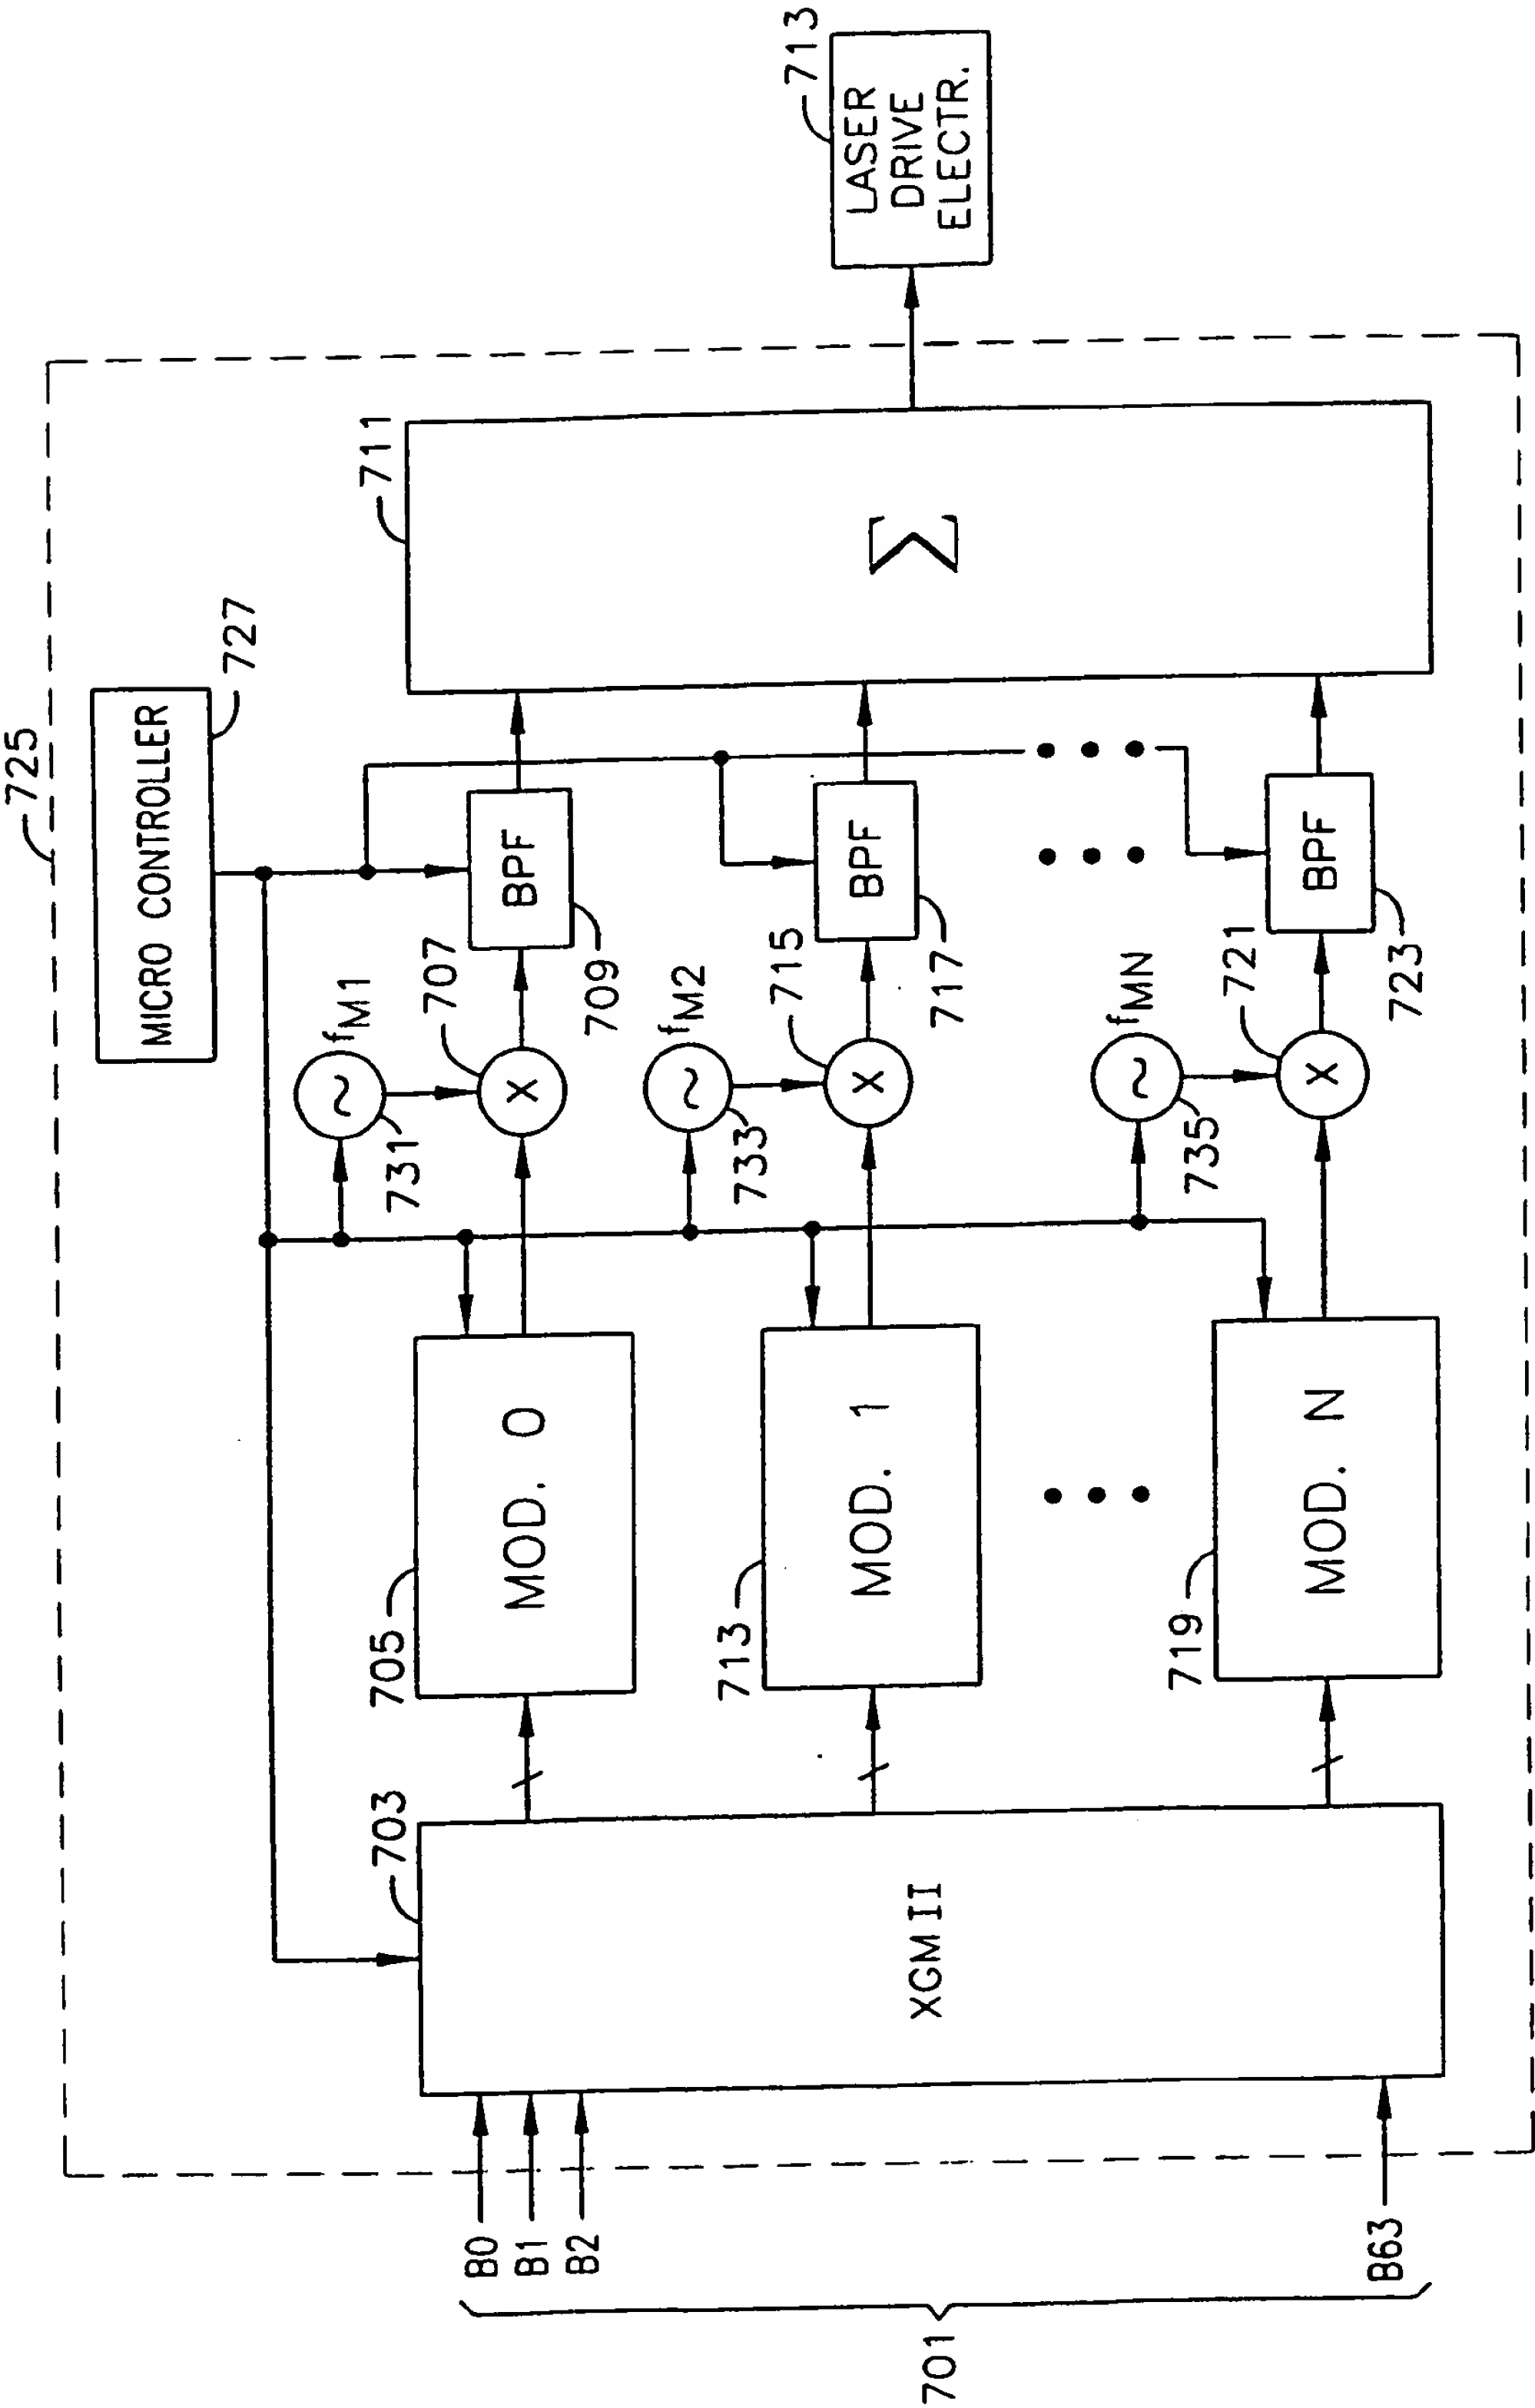 725
MICRO CONTROLLER
727
711
731
fM1
707
BPF
709
705
MOD. 0
703
XGMII
B0
B1
B2
B63
701
733
fM2
715
BPF
717
713
MOD. 1
Σ
713
LASER
DRIVE
ELECTR.
735
fMN
721
BPF
723
719
MOD. N
~
~
~
X
X
X